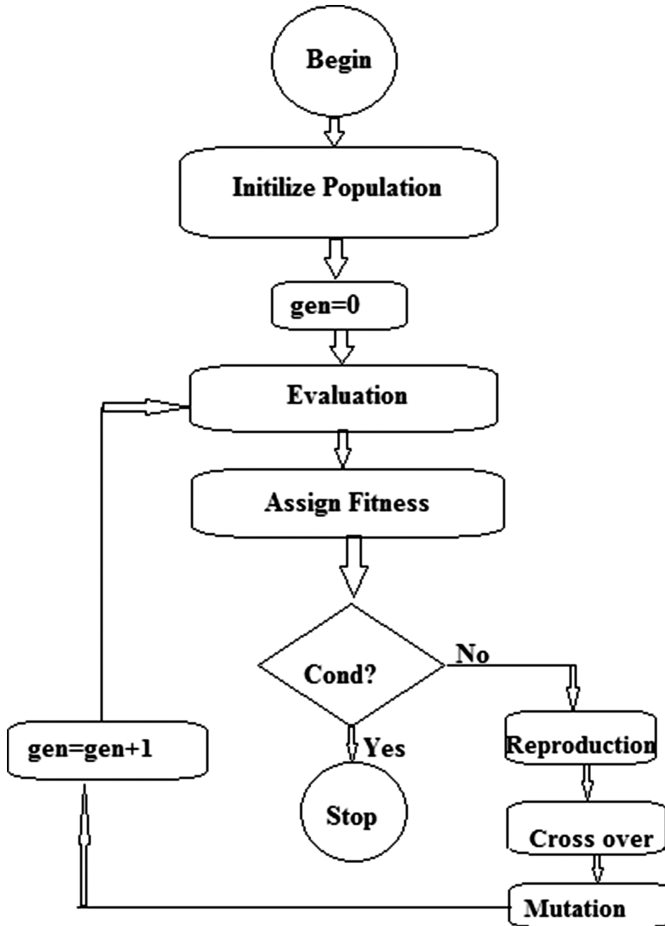 Begin
Initilize Population
gen=0
Evaluation
Assign Fitness
Cond?
No
Yes
Stop
Reproduction
Cross over
Mutation
gen=gen+1